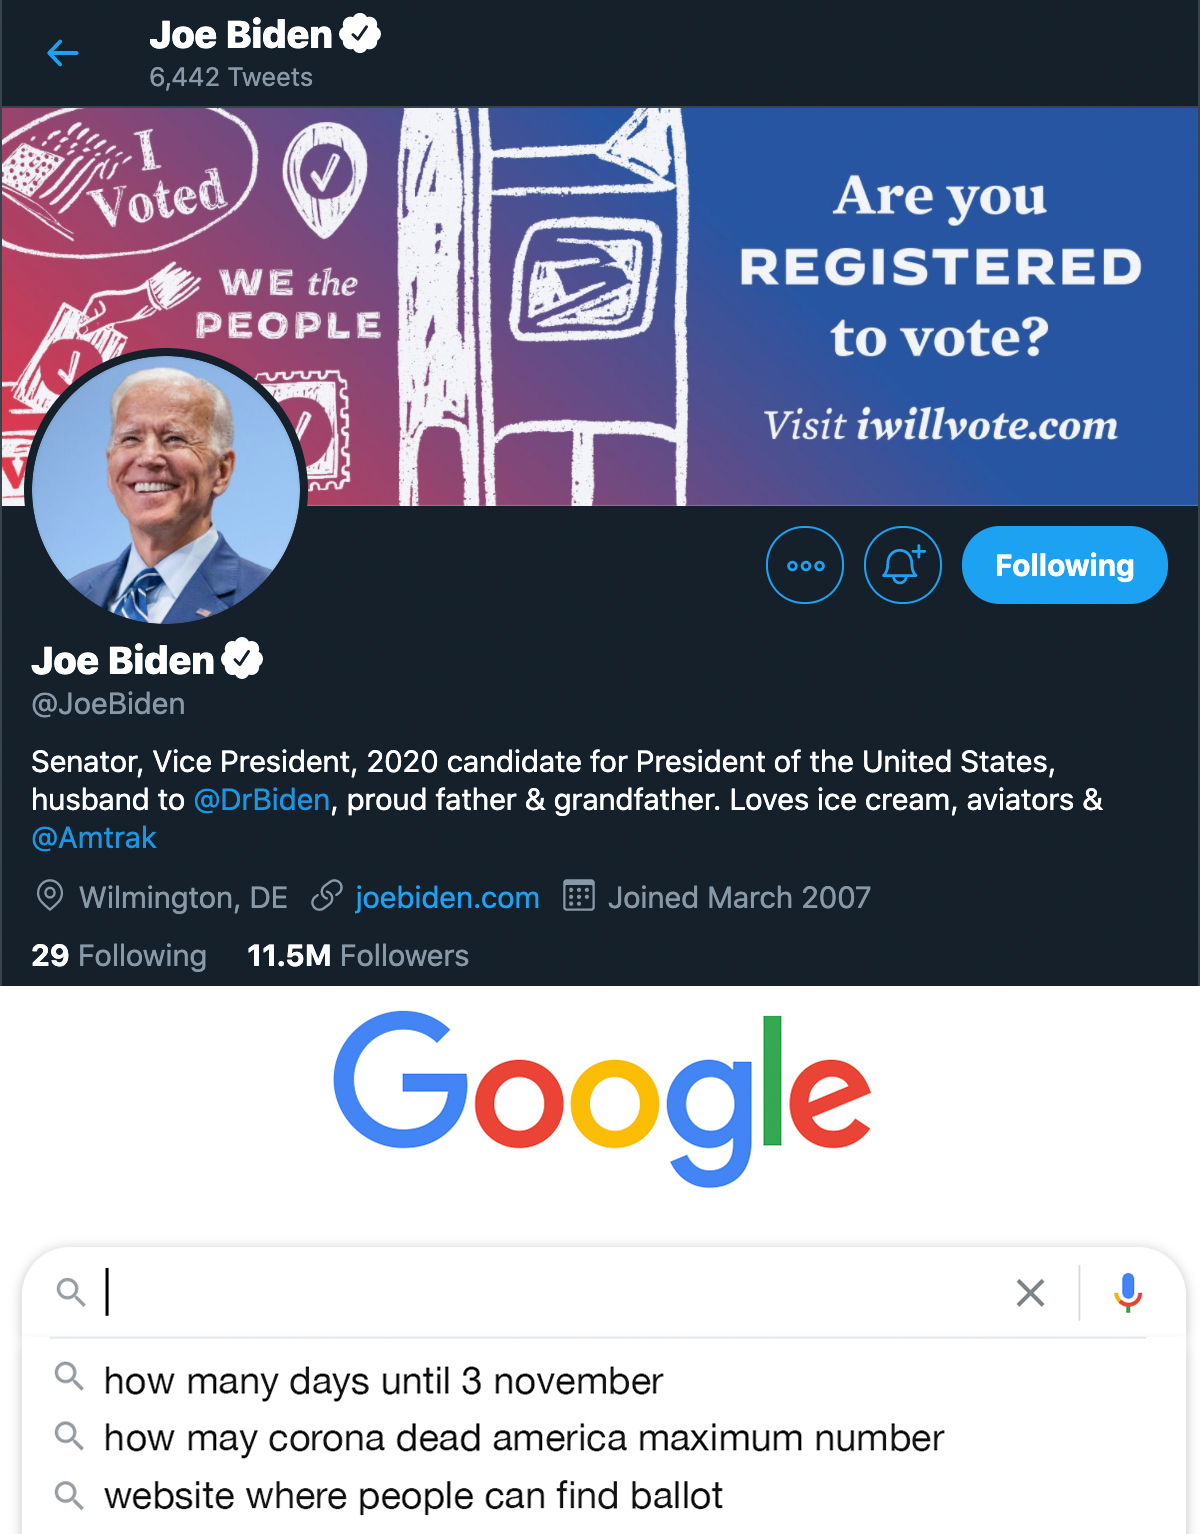 Joe Biden
6,442 Tweets
I
Voted
WE the
PEOPLE
Are you
REGISTERED
to vote?
Visit iwillvote.com
V
Following
Joe Biden
@JoeBiden
Senator, Vice President, 2020 candidate for President of the United States,
husband to @DrBiden, proud father & grandfather. Loves ice cream, aviators &
@Amtrak
Wilmington, DE joebiden.com Joined March 2007
29 Following 11.5M Followers
Google
how many days until 3 november
how may corona dead america maximum number
website where people can find ballot